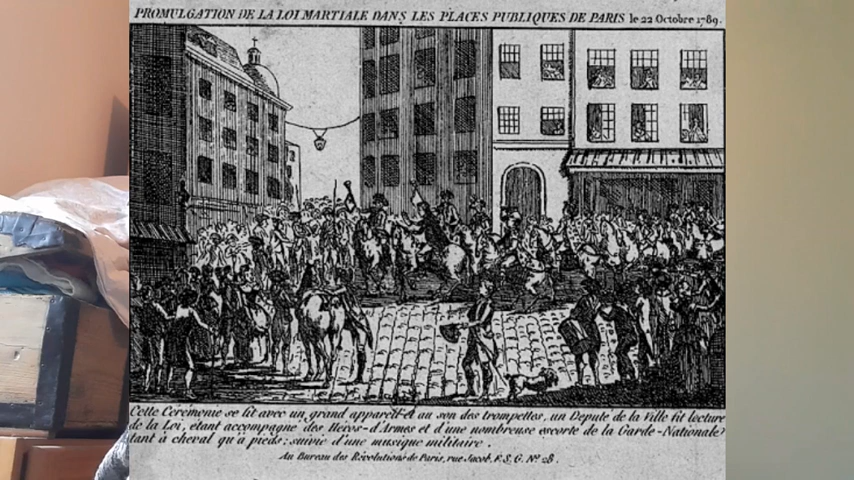 PROMULGATION DE LA LOI MARTIALE DANS LES PLACES PUBLIQUES DE PARIS le 22 Octobre 1789.
Cette Cérémonie se fit avec un grand appareil et au son des trompettes, un Député de la Ville fit lecture
de la Loi, étant accompagné des Héros-d'Armes et d'une nombreuse escorte de la Garde-Nationale
tant à cheval qu'à pieds: suivie d'une musique militaire.
Au Bureau des Révolutions de Paris, rue Jacob, F. S. G. No 28.